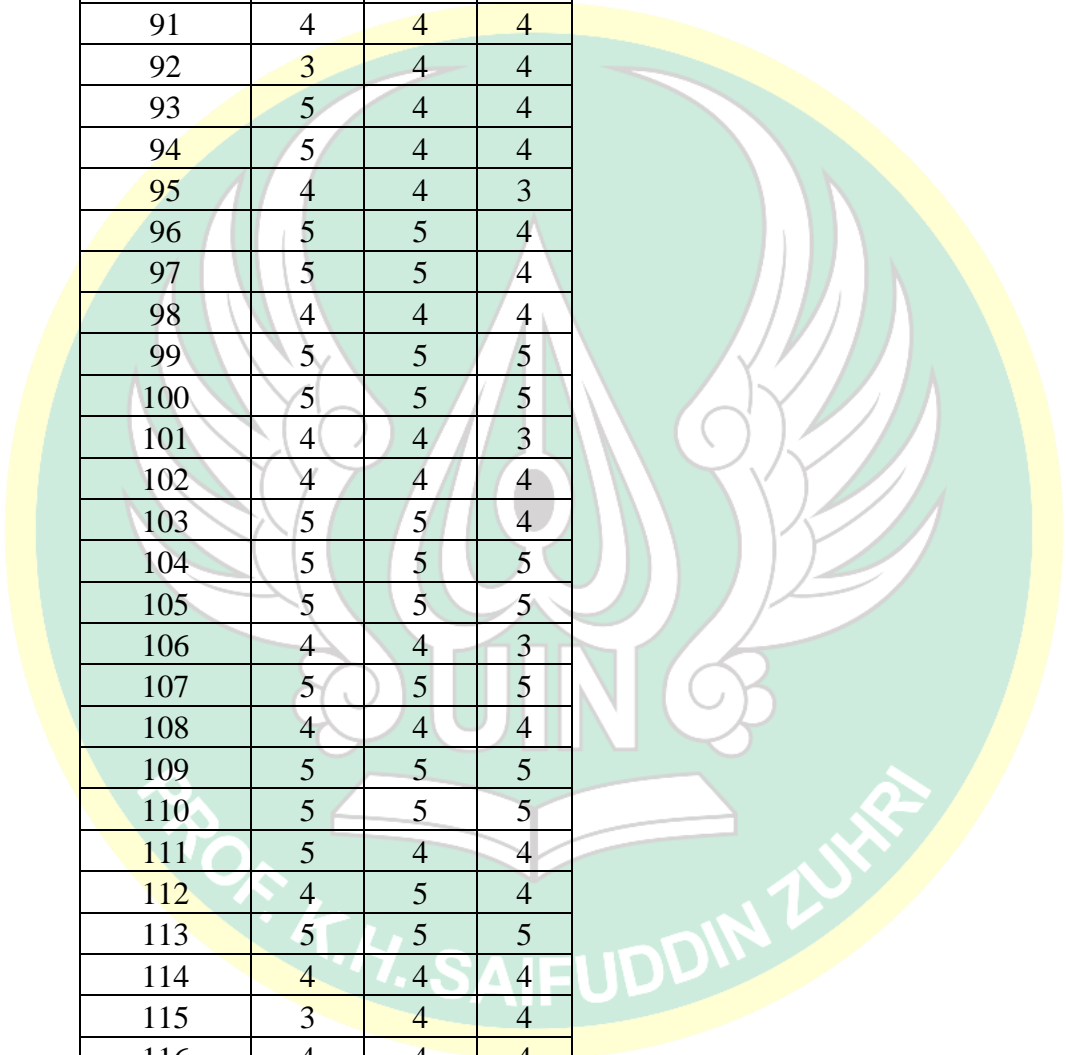 91 4 4 4
92 3 4 4
93 5 4 4
94 5 4 4
95 4 4 3
96 5 5 4
97 5 5 4
98 4 4 4
99 5 5 5
100 5 5 5
101 4 4 3
102 4 4 4
103 5 5 4
104 5 5 5
105 5 5 5
106 4 4 3
107 5 5 5
108 4 4 4
109 5 5 5
110 5 5 5
111 5 4 4
112 4 5 4
113 5 5 5
114 4 4 4
115 3 4 4
116 4 4 4
UIN
PROF. K.H. SAIFUDDIN ZUHRI